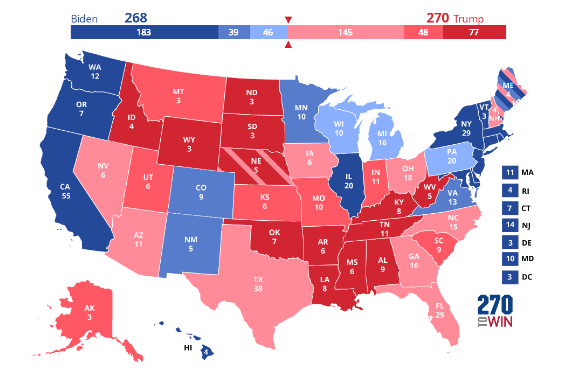 Biden 268 270 Trump
183 39 46 145 48 77
WA
12
OR
7
CA
55
NV
6
ID
4
MT
3
WY
3
UT
6
AZ
11
CO
9
NM
5
ND
3
SD
3
NE
5
KS
6
OK
7
TX
38
MN
10
IA
6
MO
10
AR
6
LA
8
WI
10
IL
20
MI
16
IN
11
OH
18
KY
8
TN
11
MS
6
AL
9
GA
16
FL
29
SC
9
NC
15
VA
13
WV
5
PA
20
NY
29
VT
3
4
NH
ME
4
AK
3
HI
4
11 MA
4 RI
7 CT
14 NJ
3 DE
10 MD
3 DC
270
TO WIN